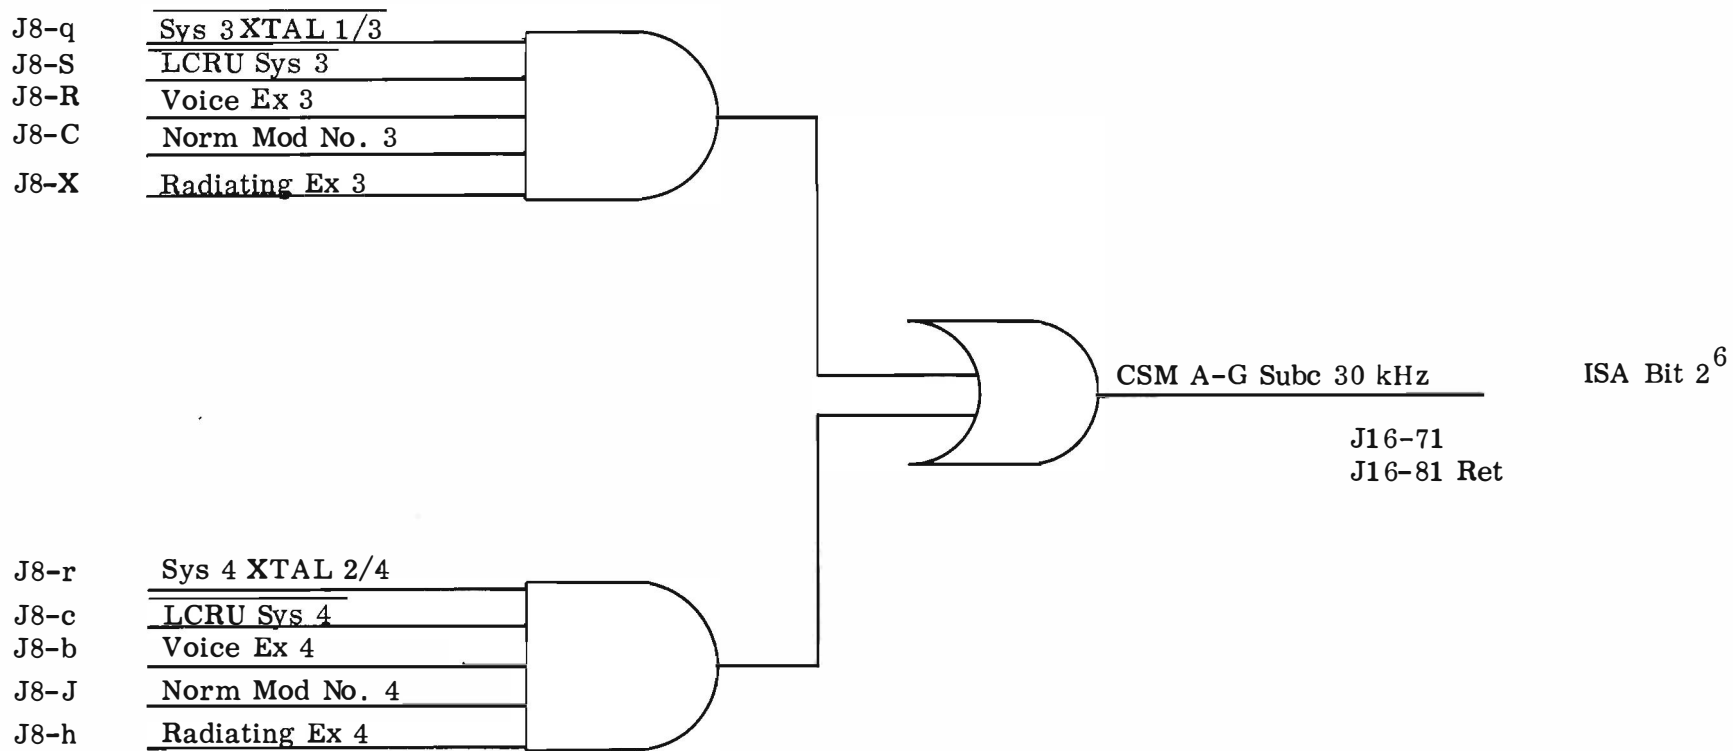 J8-q Sys 3 XTAL 1/3
J8-S LCRU Sys 3
J8-R Voice Ex 3
J8-C Norm Mod No. 3
J8-X Radiating Ex 3
CSM A-G Subc 30 kHz ISA Bit 2⁶
J16-71
J16-81 Ret
J8-r Sys 4 XTAL 2/4
J8-c LCRU Sys 4
J8-b Voice Ex 4
J8-J Norm Mod No. 4
J8-h Radiating Ex 4